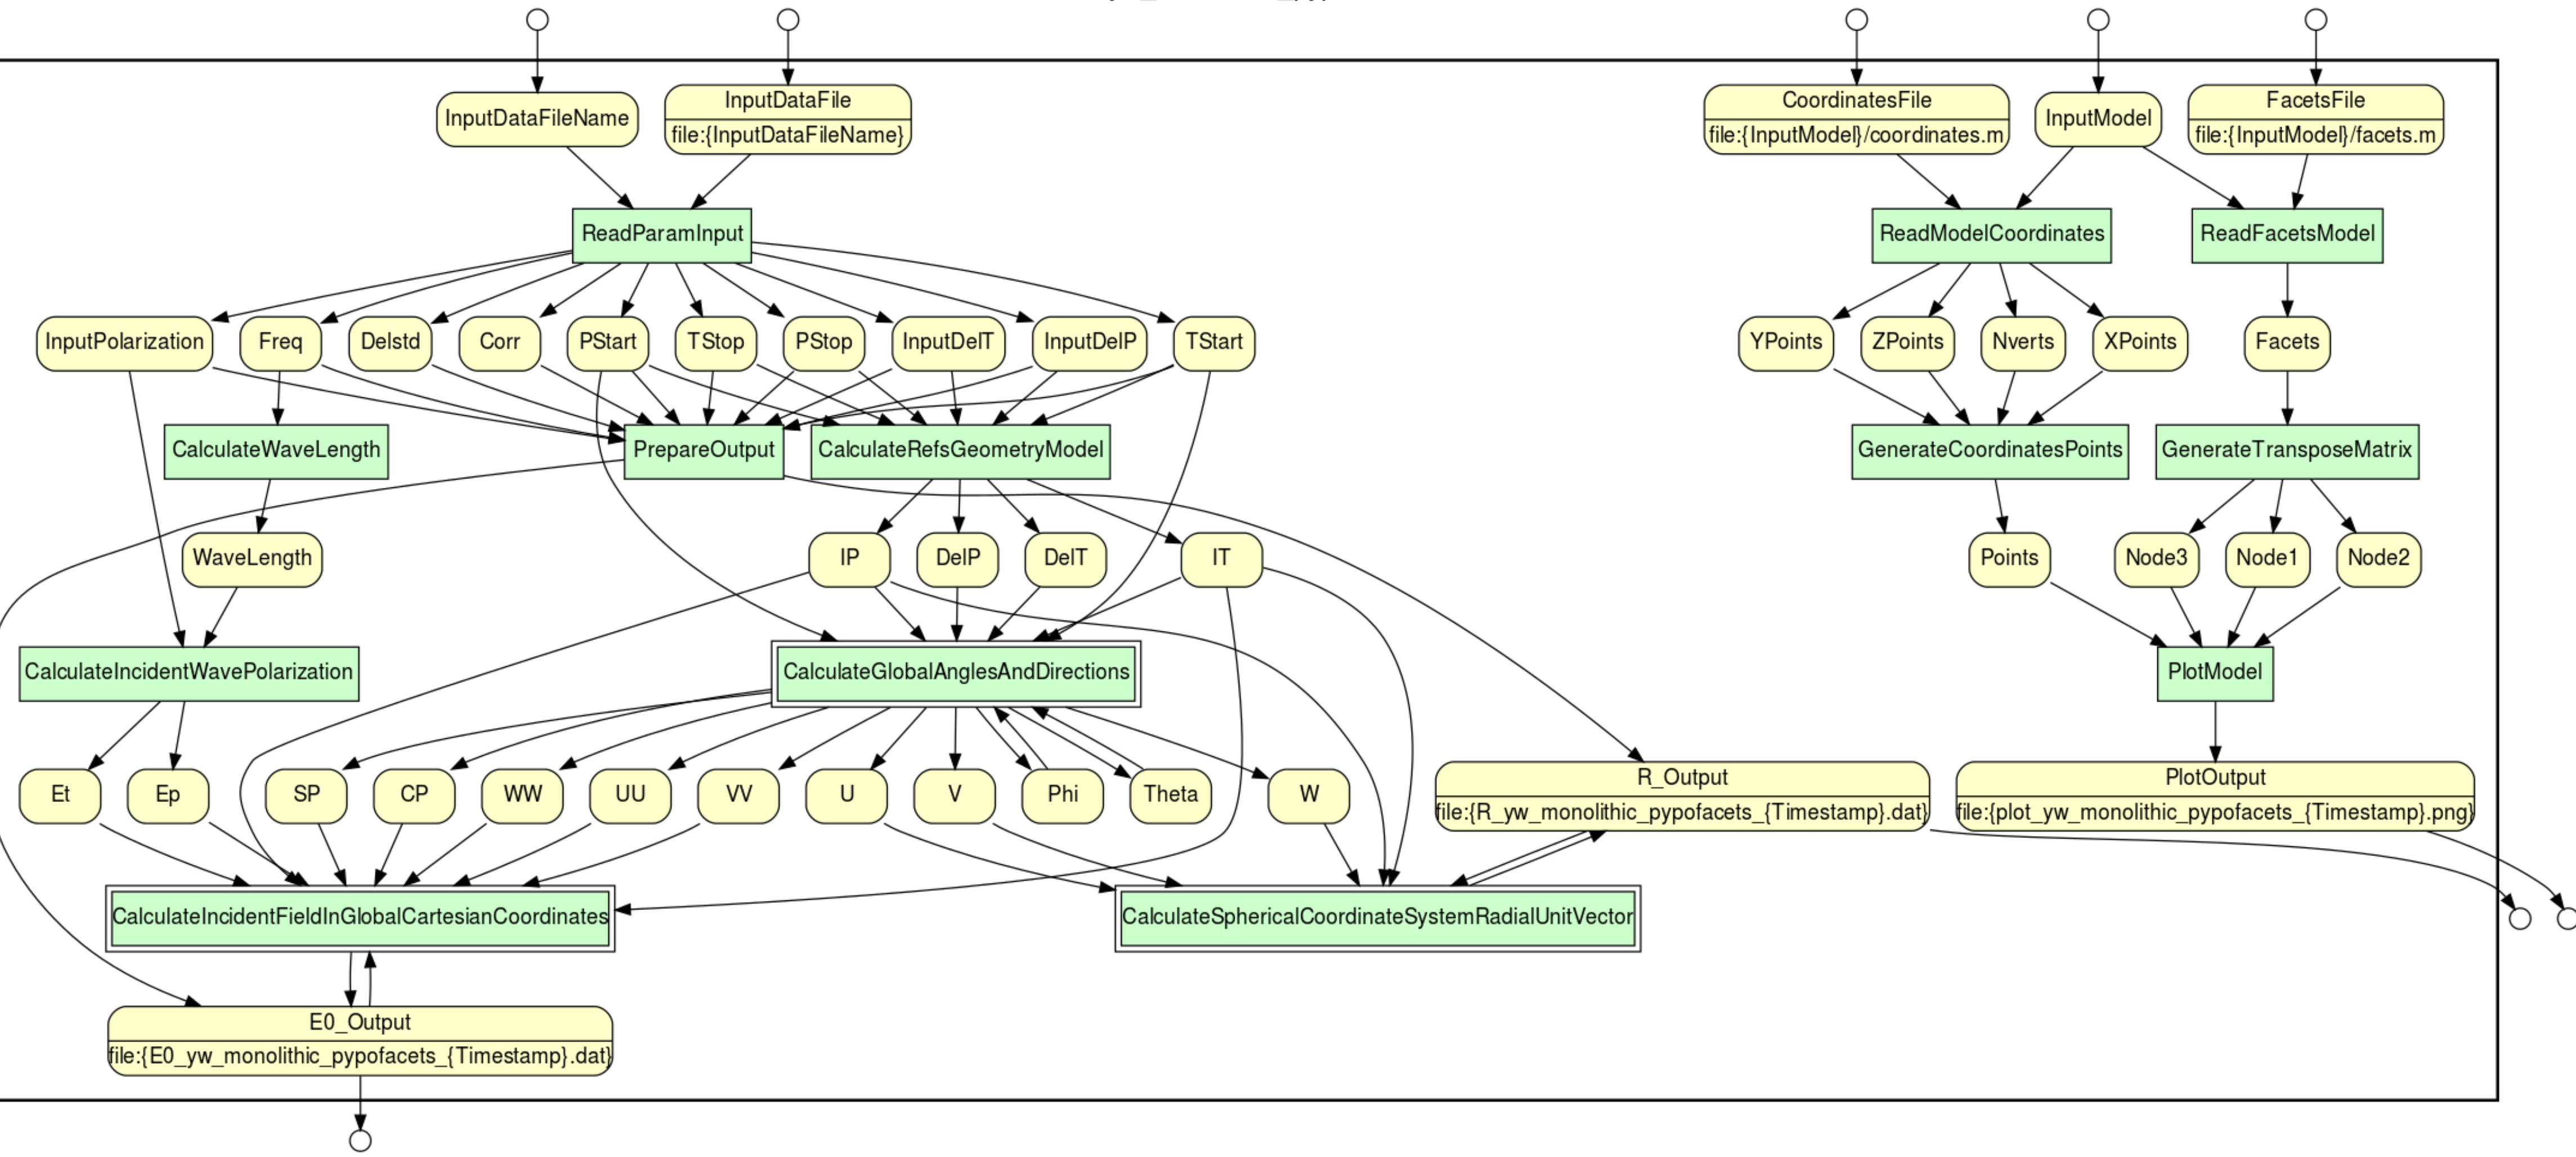 InputDataFileName
InputDataFile
file:{InputDataFileName}
CoordinatesFile
file:{InputModel}/coordinates.m
InputModel
FacetsFile
file:{InputModel}/facets.m
ReadParamInput
ReadModelCoordinates
ReadFacetsModel
InputPolarization
Freq
Delstd
Corr
PStart
TStop
PStop
InputDelT
InputDelP
TStart
YPoints
ZPoints
Nverts
XPoints
Facets
CalculateWaveLength
PrepareOutput
CalculateRefsGeometryModel
GenerateCoordinatesPoints
GenerateTransposeMatrix
WaveLength
IP
DelP
DelT
IT
Points
Node3
Node1
Node2
CalculateIncidentWavePolarization
CalculateGlobalAnglesAndDirections
PlotModel
Et
Ep
SP
CP
WW
UU
VV
U
V
Phi
Theta
W
R_Output
file:{R_yw_monolithic_pypofacets_{Timestamp}.dat}
PlotOutput
file:{plot_yw_monolithic_pypofacets_{Timestamp}.png}
CalculateIncidentFieldInGlobalCartesianCoordinates
CalculateSphericalCoordinateSystemRadialUnitVector
E0_Output
file:{E0_yw_monolithic_pypofacets_{Timestamp}.dat}